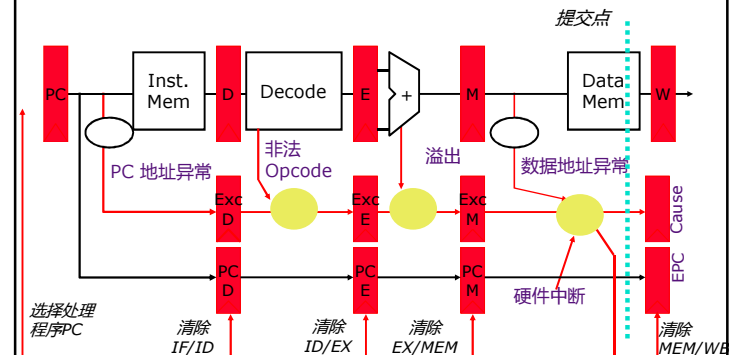 提交点
PC
Inst.
Mem
D
Decode
E
+
M
Data
Mem
W
PC 地址异常
非法
Opcode
溢出
数据地址异常
Exc
D
Exc
E
Exc
M
Cause
PC
D
PC
E
PC
M
EPC
硬件中断
选择处理
程序PC
清除
IF/ID
清除
ID/EX
清除
EX/MEM
清除
MEM/WB